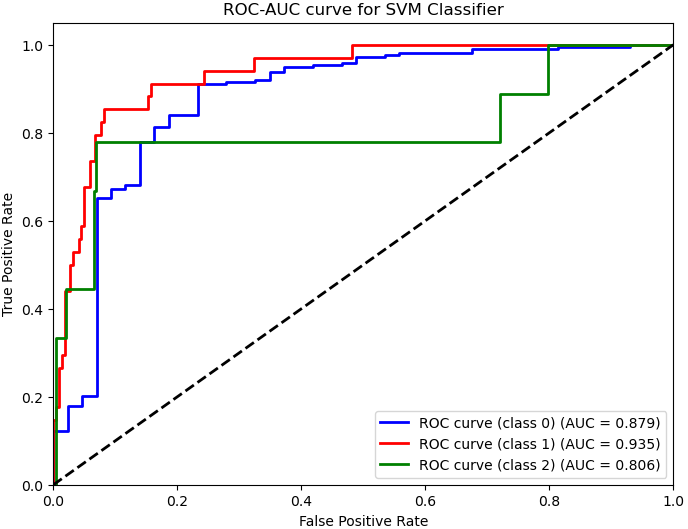 ROC-AUC curve for SVM Classifier
True Positive Rate
1.0
0.8
0.6
0.4
0.2
0.0
ROC curve (class 0) (AUC = 0.879)
ROC curve (class 1) (AUC = 0.935)
ROC curve (class 2) (AUC = 0.806)
0.0 0.2 0.4 0.6 0.8 1.0
False Positive Rate